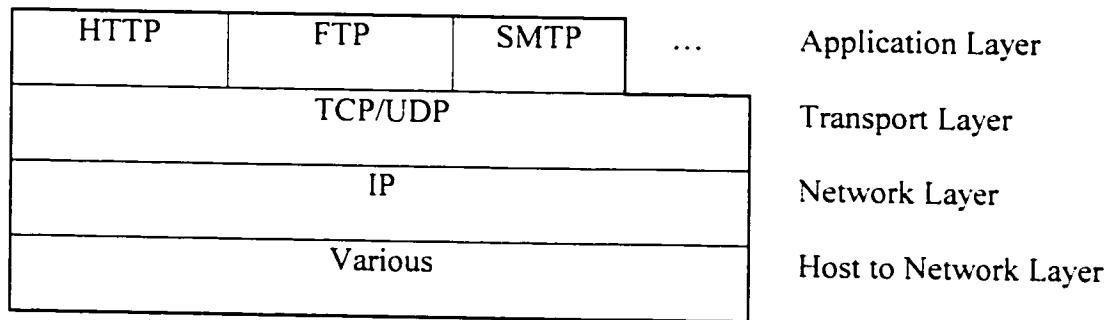 HTTP FTP SMTP ... Application Layer
TCP/UDP Transport Layer
IP Network Layer
Various Host to Network Layer